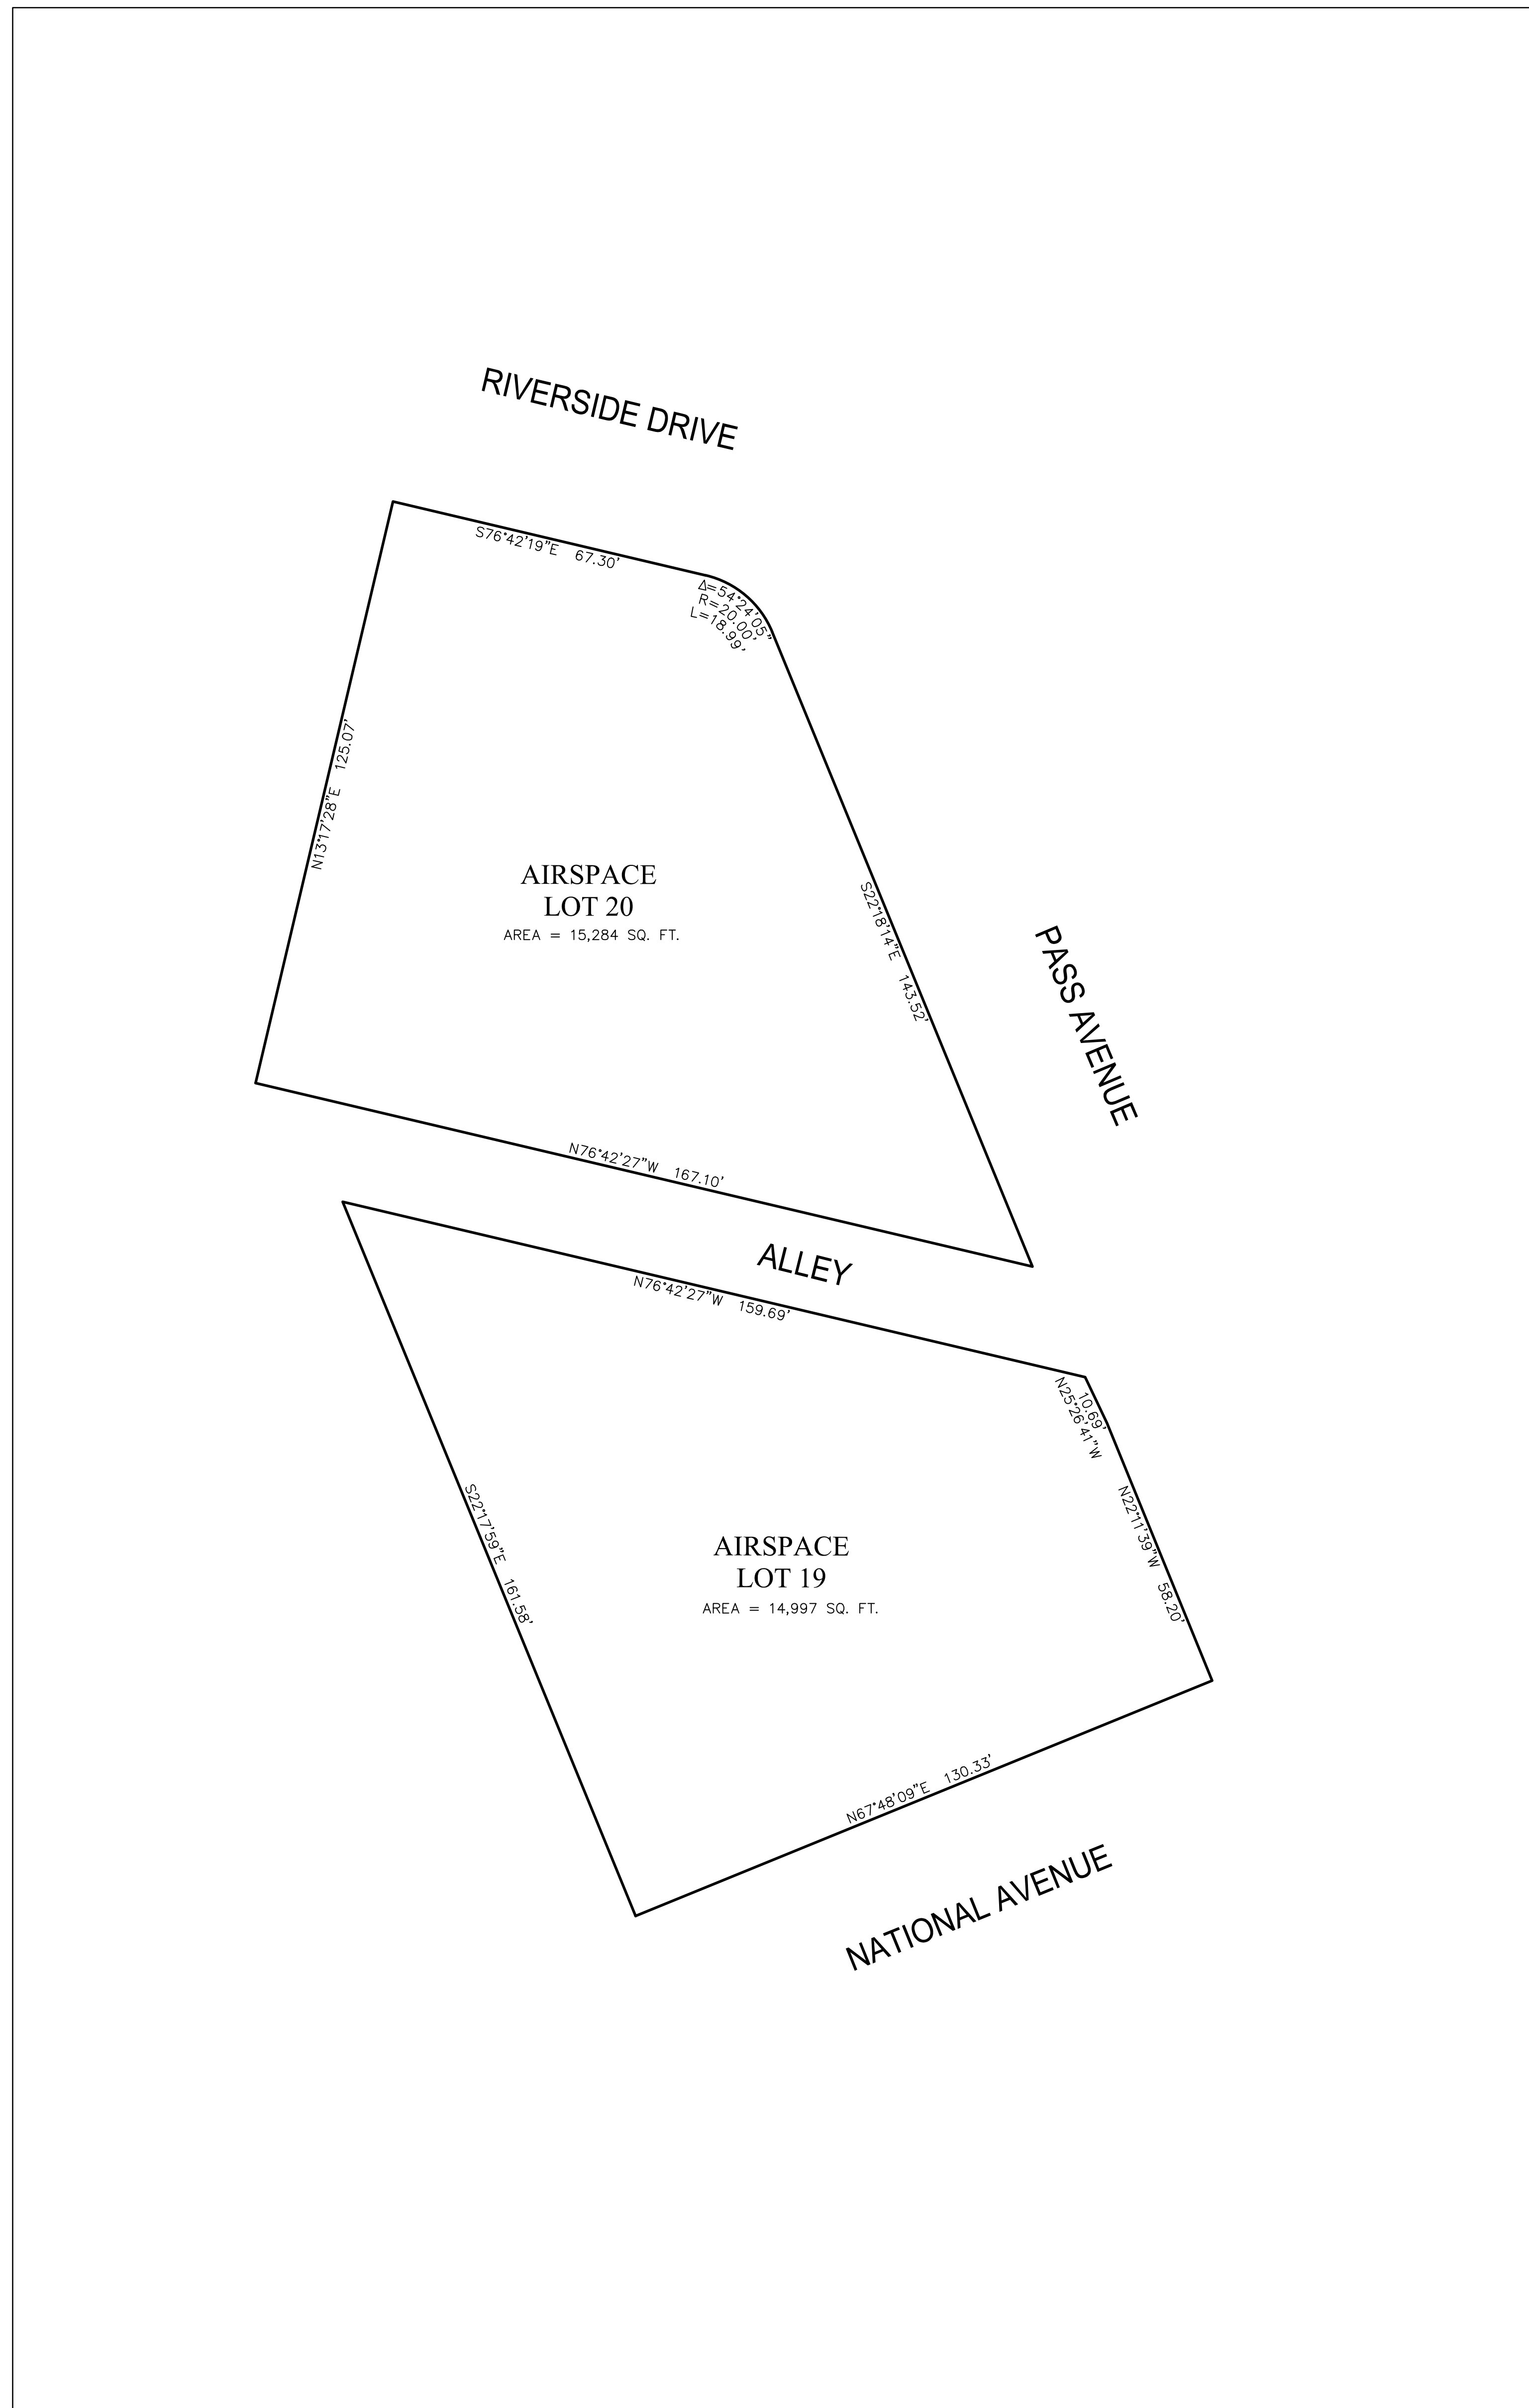 RIVERSIDE DRIVE
S76°42'19"E 67.30'
Δ=54°24'05"
R=20.00'
L=18.99'
N13°17'28"E 125.07'
AIRSPACE
LOT 20
AREA = 15,284 SQ. FT.
S22°18'14"E 143.52'
PASS AVENUE
N76°42'27"W 167.10'
ALLEY
N76°42'27"W 159.69'
10.69'
N25°26'41"W
N22°11'39"W 58.20'
S22°17'59"E 161.58'
AIRSPACE
LOT 19
AREA = 14,997 SQ. FT.
N67°48'09"E 130.33'
NATIONAL AVENUE